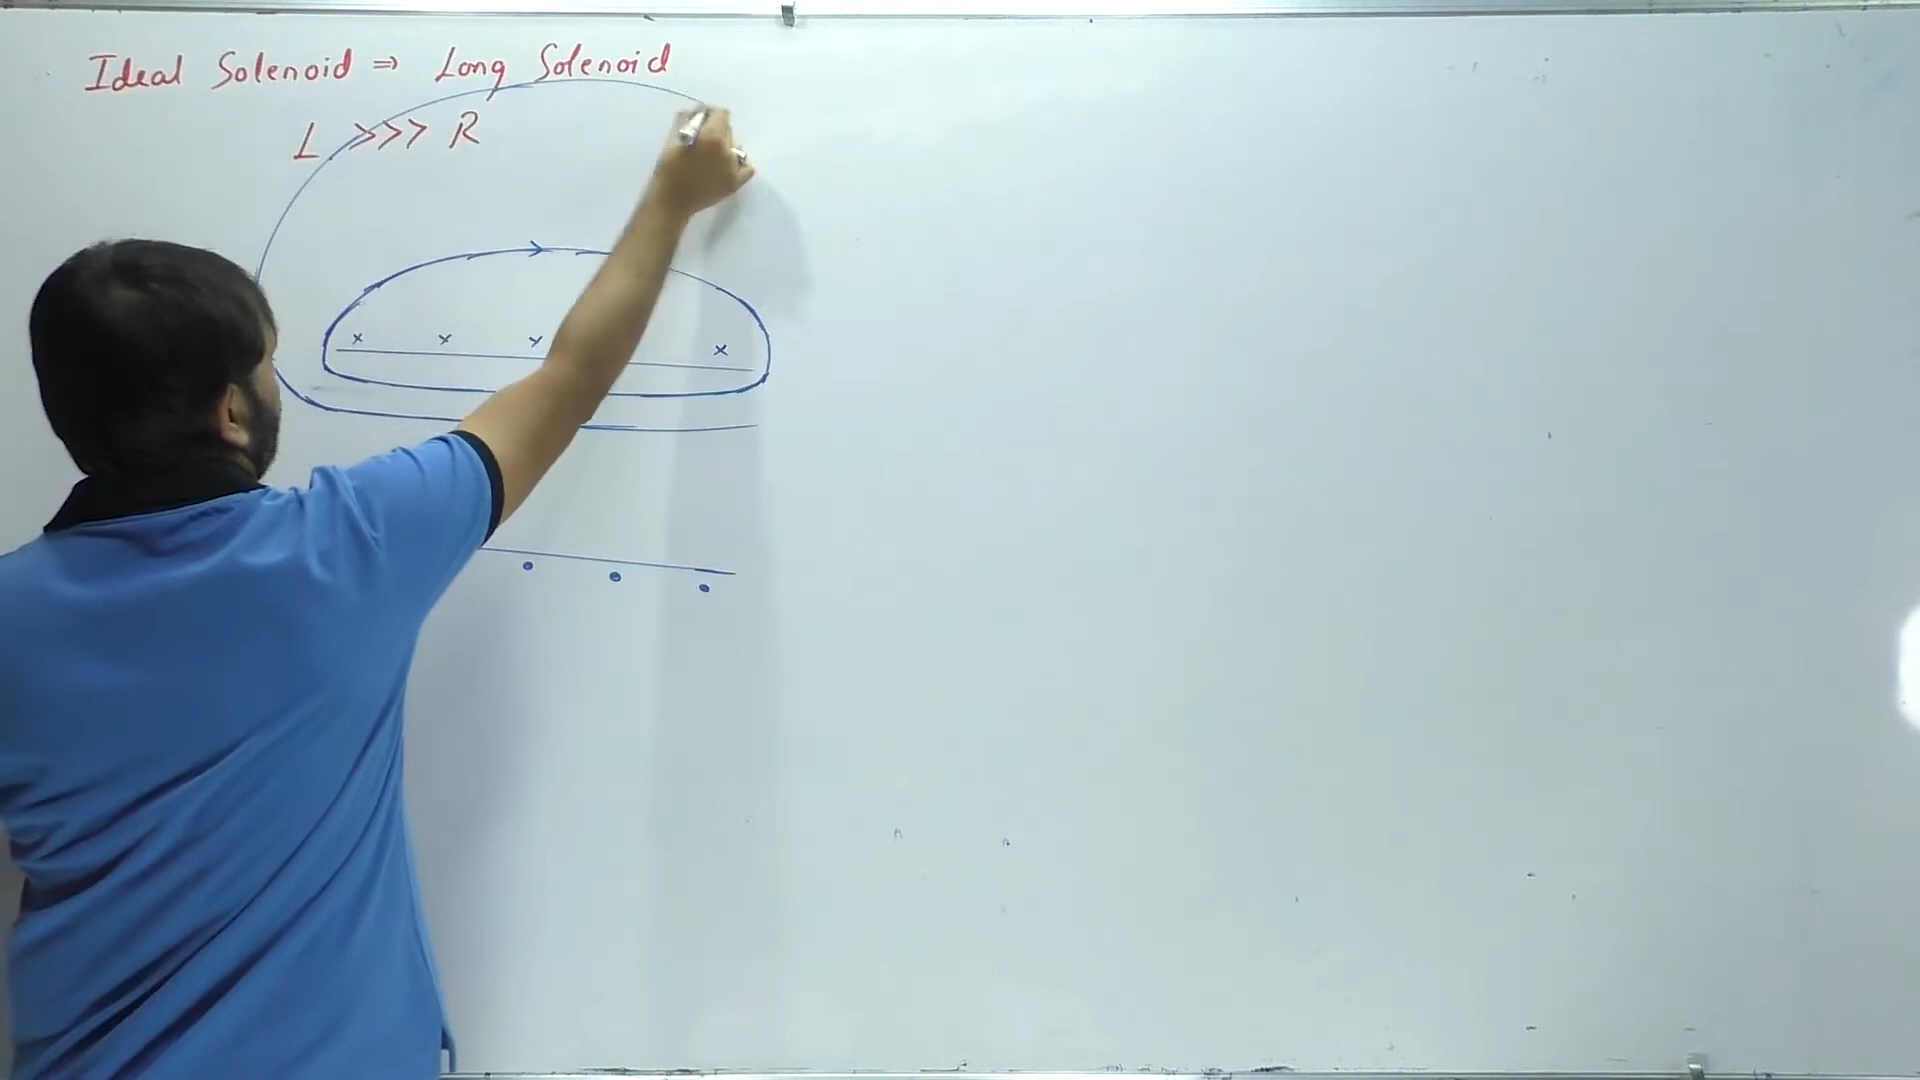 Ideal Solenoid ⇒ Long Solenoid
L >>> R